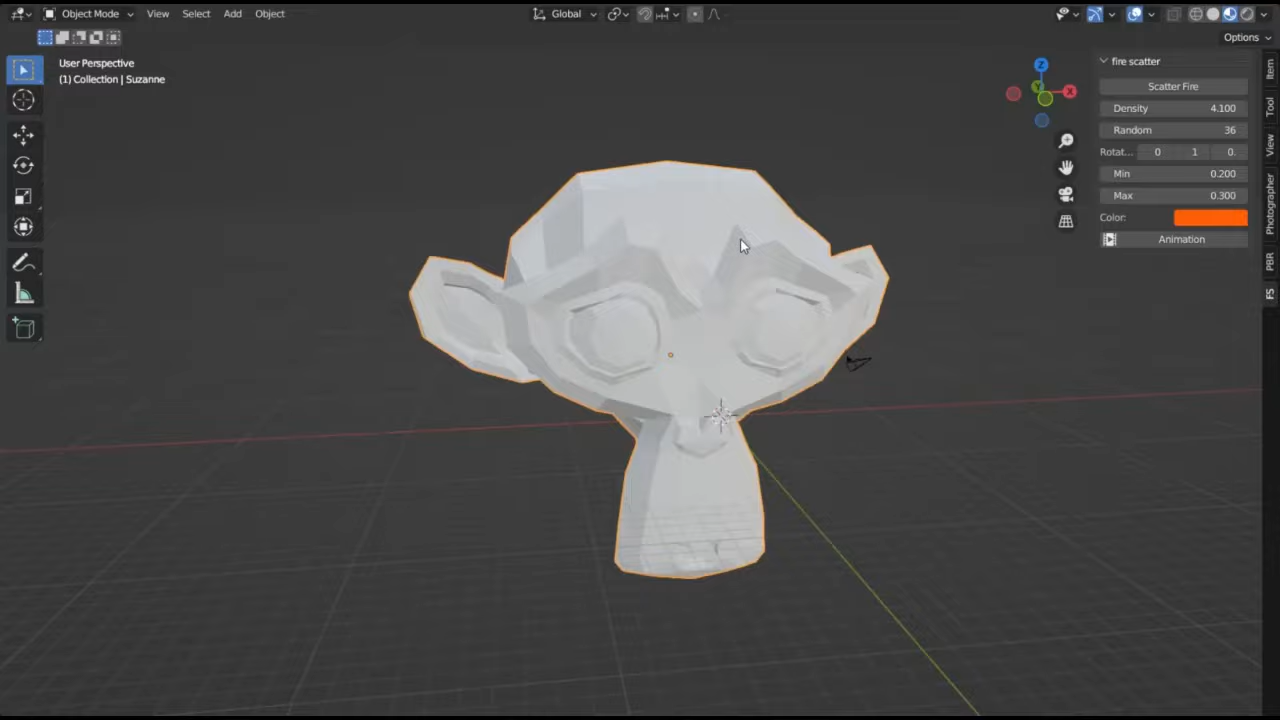 Object Mode View Select Add Object Global
Options
User Perspective
(1) Collection | Suzanne
fire scatter
Scatter Fire
Density 4.100
Random 36
Rotat... 0 1 0.
Min 0.200
Max 0.300
Color:
Animation
Z
Y
X
Item
Tool
View
Photographer
PBR
FS